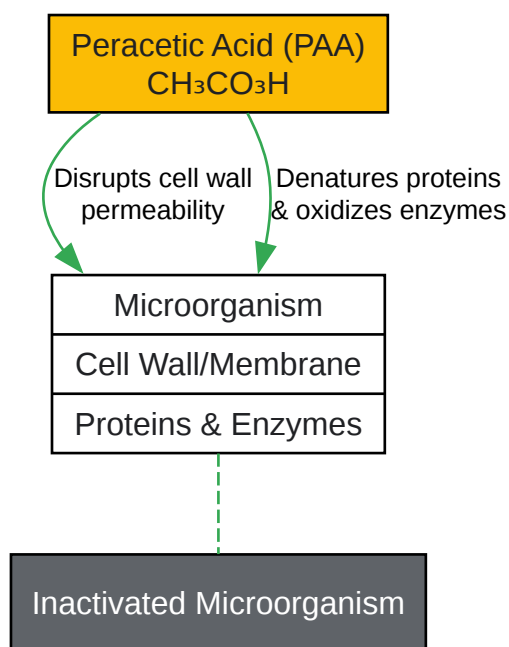 Peracetic Acid (PAA)
CH₃CO₃H
Disrupts cell wall
permeability
Denatures proteins
& oxidizes enzymes
Microorganism
Cell Wall/Membrane
Proteins & Enzymes
Inactivated Microorganism